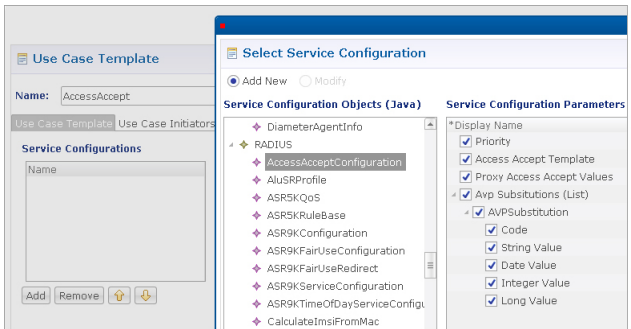 Use Case Template
Name: AccessAccept
Use Case Template Use Case Initiators
Service Configurations
Name
Add Remove
Select Service Configuration
Add New Modify
Service Configuration Objects (Java)
DiameterAgentInfo
RADIUS
AccessAcceptConfiguration
AluSRProfile
ASR5KQoS
ASR5KRuleBase
ASR9KConfiguration
ASR9KFairUseConfiguration
ASR9KFairUseRedirect
ASR9KServiceConfiguration
ASR9KTimeOfDayServiceConfigu
CalculateImsiFromMac
Service Configuration Parameters
*Display Name
Priority
Access Accept Template
Proxy Access Accept Values
Avp Subsitutions (List)
AVPSubstitution
Code
String Value
Date Value
Integer Value
Long Value